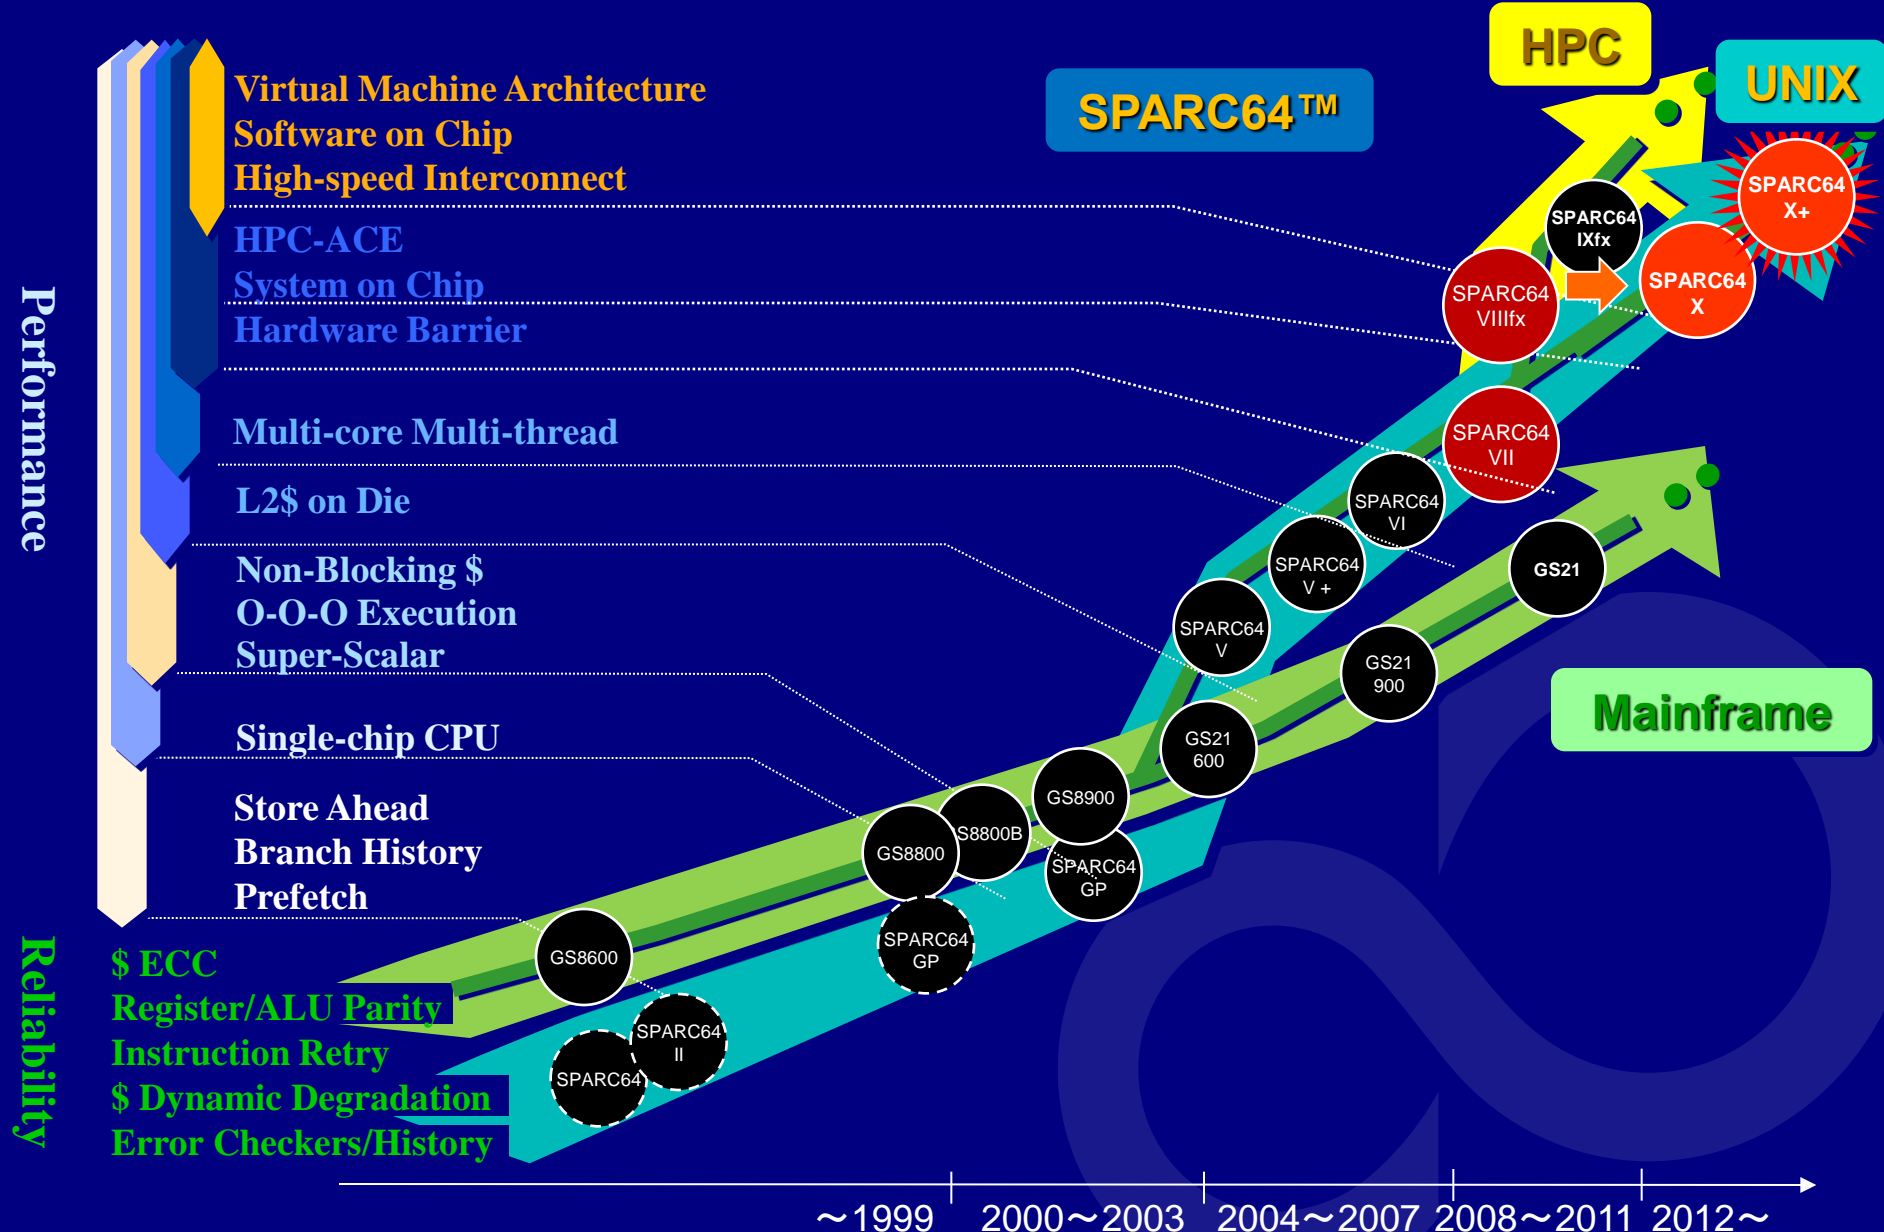 HPC
UNIX
SPARC64™
Virtual Machine Architecture
Software on Chip
High-speed Interconnect
HPC-ACE
System on Chip
Hardware Barrier
Multi-core Multi-thread
L2$ on Die
Non-Blocking $
O-O-O Execution
Super-Scalar
Single-chip CPU
Store Ahead
Branch History
Prefetch
Performance
Reliability
$ ECC
Register/ALU Parity
Instruction Retry
$ Dynamic Degradation
Error Checkers/History
SPARC64
X+
SPARC64
IXfx
SPARC64
X
SPARC64
VIIIfx
SPARC64
VII
SPARC64
VI
SPARC64
V +
SPARC64
V
GS21
GS21
900
GS21
600
Mainframe
GS8900
GS8800B
GS8800
SPARC64
GP
SPARC64
GP
GS8600
SPARC64
II
SPARC64
～1999
2000～2003
2004～2007
2008～2011
2012～